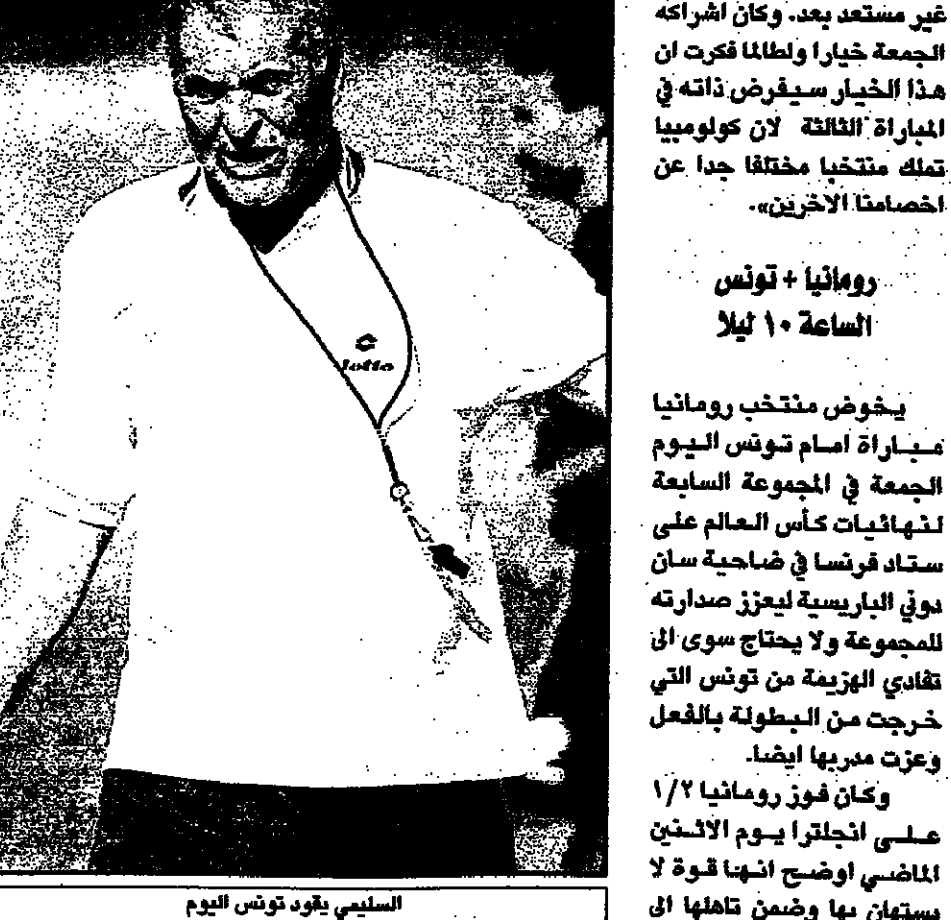 غير مستعد بعد. وكان اشراكه
الجمعة خيارا ولطالما فكرت ان
هذا الخيار سيفرض ذاته في
المباراة الثالثة لان كولومبيا
تملك منتخبا مختلفا جدا عن
اخصامنا الاخرين».
رومانيا + تونس
الساعة ١٠ ليلا
يخوض منتخب رومانيا
مباراة امام تونس اليوم
الجمعة في المجموعة السابعة
لنهائيات كأس العالم على
ستاد فرنسا في ضاحية سان
دوني الباريسية ليعزز صدارته
للمجموعة ولا يحتاج سوى الى
تفادي الهزيمة من تونس التي
خرجت من البطولة بالفعل
وعزت مدربها ايضا.
وكان فوز رومانيا ١/٢
على انجلترا يوم الاثنين
الماضي اوضح انها قوة لا
يستهان بها وضمن تاهلها الى
lotto
السليمي يقود تونس اليوم